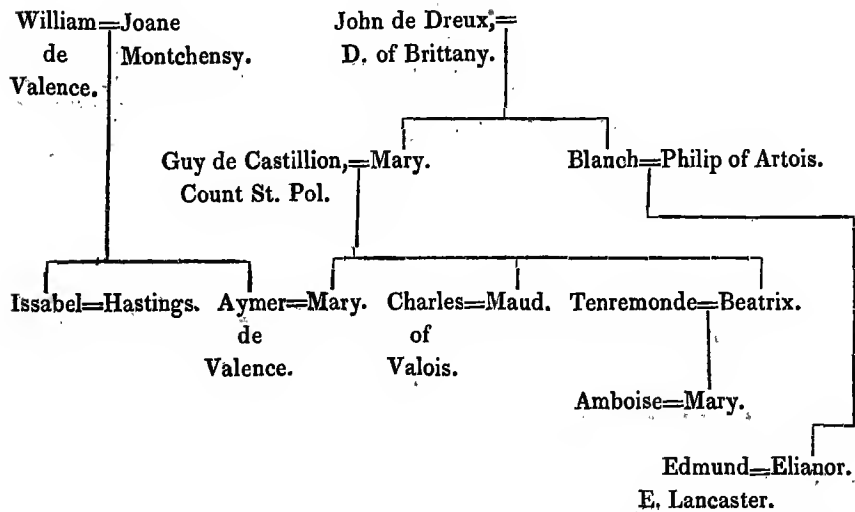 William=Joane John de Dreux,=
de Montchensy. D. of Brittany.
Valence.
Guy de Castillion,=Mary. Blanch=Philip of Artois.
Count St. Pol.
Issabel=Hastings. Aymer=Mary. Charles=Maud. Tenremonde=Beatrix.
de of
Valence. Valois.
Amboise=Mary.
Edmund=Elianor.
E. Lancaster.